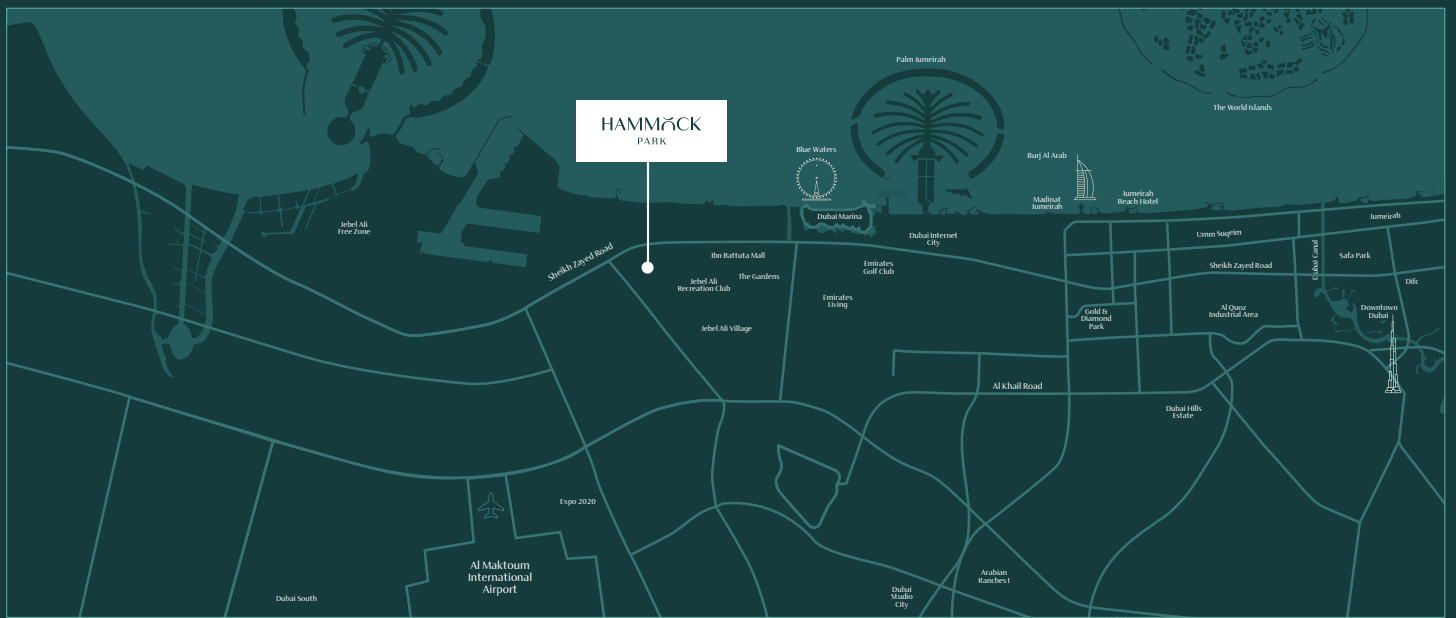 Palm Jumeirah
The World Islands
HAMMOCK
PARK
Blue Waters
Burj Al Arab
Madinat
Jumeirah
Jumeirah
Beach Hotel
Dubai Marina
Jumeirah
Jebel Ali
Free Zone
Dubai Internet
City
Umm Suqeim
Sheikh Zayed Road
Ibn Battuta Mall
Dubai Canal
Safa Park
Emirates
Golf Club
Sheikh Zayed Road
The Gardens
Jebel Ali
Recreation Club
Difc
Emirates
Living
Gold &
Diamond
Park
Al Quoz
Industrial Area
Downtown
Dubai
Jebel Ali Village
Al Khail Road
Dubai Hills
Estate
Expo 2020
Al Maktoum
International
Airport
Arabian
Ranches I
Dubai South
Dubai
Studio
City